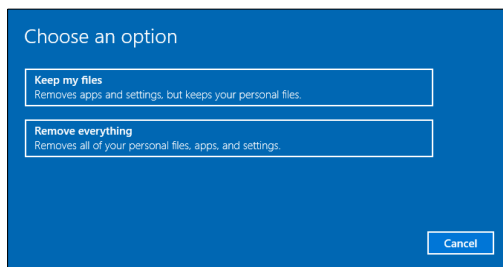 Choose an option
Keep my files
Removes apps and settings, but keeps your personal files.
Remove everything
Removes all of your personal files, apps, and settings.
Cancel